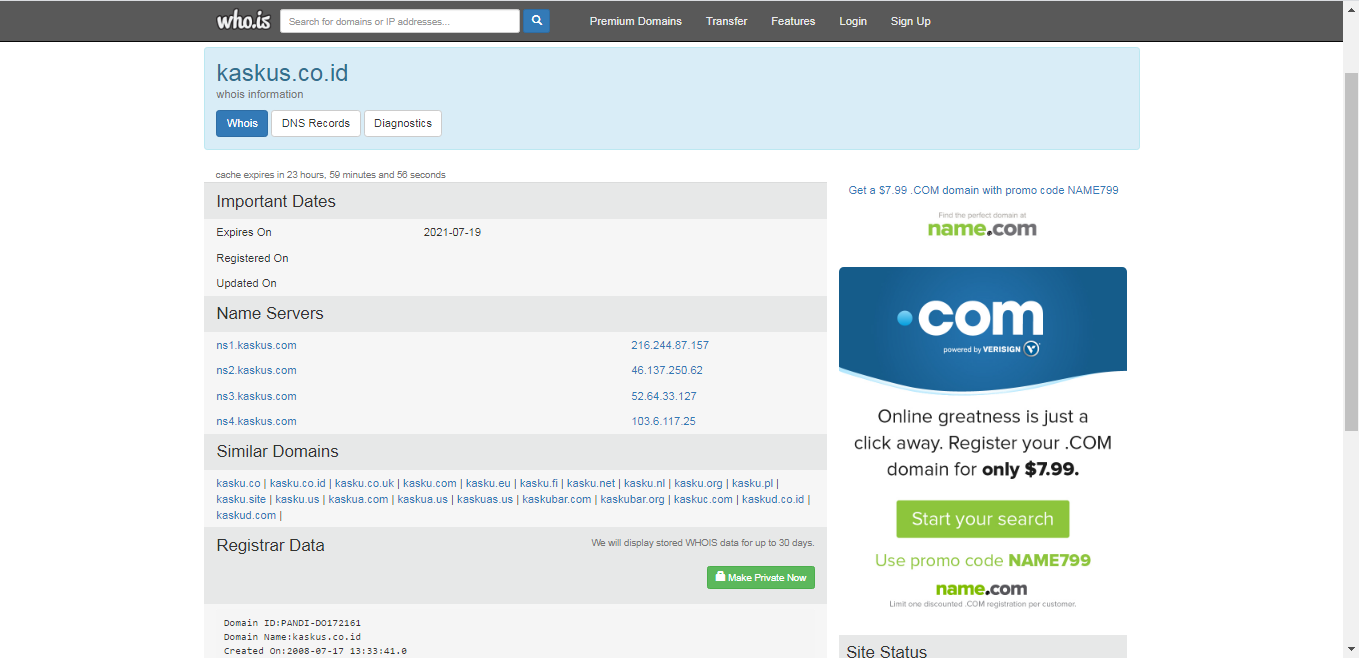 who.is Search for domains or IP addresses... Premium Domains Transfer Features Login Sign Up
kaskus.co.id
whois information
Whois DNS Records Diagnostics
cache expires in 23 hours, 59 minutes and 56 seconds
Important Dates
Expires On 2021-07-19
Registered On
Updated On
Name Servers
ns1.kaskus.com 216.244.87.157
ns2.kaskus.com 46.137.250.62
ns3.kaskus.com 52.64.33.127
ns4.kaskus.com 103.6.117.25
Similar Domains
kasku.co | kasku.co.id | kasku.co.uk | kasku.com | kasku.eu | kasku.fi | kasku.net | kasku.nl | kasku.org | kasku.pl |
kasku.site | kasku.us | kaskua.com | kaskua.us | kaskuas.us | kaskubar.com | kaskubar.org | kaskuc.com | kaskud.co.id |
kaskud.com |
Registrar Data We will display stored WHOIS data for up to 30 days.
Make Private Now
Domain ID:PANDI-DO172161
Domain Name:kaskus.co.id
Created On:2008-07-17 13:33:41.0
Get a $7.99 .COM domain with promo code NAME799
Find the perfect domain at
name.com
.com
powered by VERISIGN
Online greatness is just a
click away. Register your .COM
domain for only $7.99.
Start your search
Use promo code NAME799
name.com
Limit one discounted .COM registration per customer.
Site Status